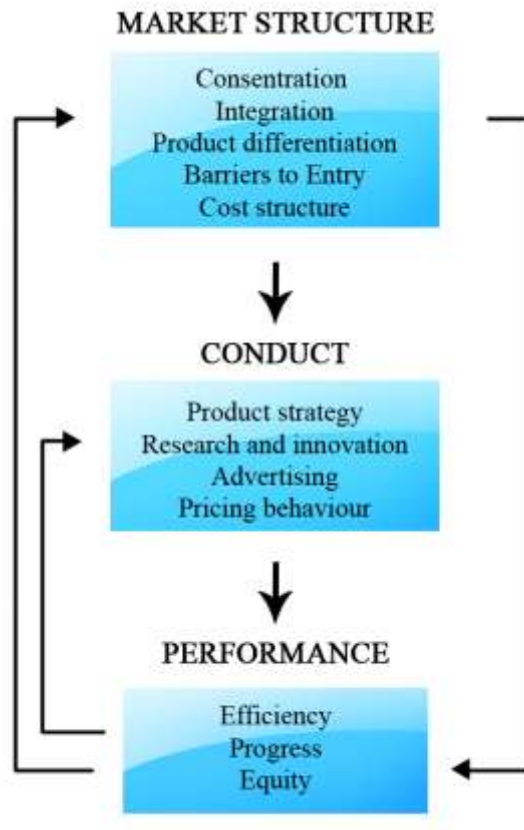 MARKET STRUCTURE
Consentration
Integration
Product differentiation
Barriers to Entry
Cost structure
CONDUCT
Product strategy
Research and innovation
Advertising
Pricing behaviour
PERFORMANCE
Efficiency
Progress
Equity